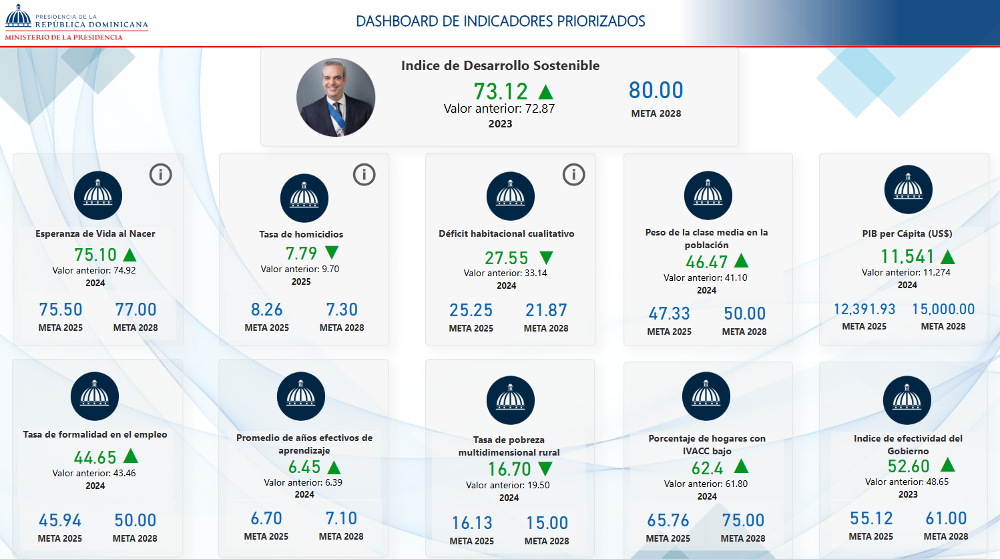 PRESIDENCIA DE LA
REPÚBLICA DOMINICANA
MINISTERIO DE LA PRESIDENCIA
DASHBOARD DE INDICADORES PRIORIZADOS
Indice de Desarrollo Sostenible
73.12 ▲
Valor anterior: 72.87
2023
80.00
META 2028
Esperanza de Vida al Nacer
75.10 ▲
Valor anterior: 74.92
2024
75.50 77.00
META 2025 META 2028
Tasa de homicidios
7.79 ▼
Valor anterior: 9.70
2025
8.26 7.30
META 2025 META 2028
Déficit habitacional cualitativo
27.55 ▼
Valor anterior: 33.14
2024
25.25 21.87
META 2025 META 2028
Peso de la clase media en la
población
46.47 ▲
Valor anterior: 41.10
2024
47.33 50.00
META 2025 META 2028
PIB per Cápita (US$)
11,541 ▲
Valor anterior: 11,274
2024
12,391.93 15,000.00
META 2025 META 2028
Tasa de formalidad en el empleo
44.65 ▲
Valor anterior: 43.46
2024
45.94 50.00
META 2025 META 2028
Promedio de años efectivos de
aprendizaje
6.45 ▲
Valor anterior: 6.39
2024
6.70 7.10
META 2025 META 2028
Tasa de pobreza
multidimensional rural
16.70 ▼
Valor anterior: 19.50
2024
16.13 15.00
META 2025 META 2028
Porcentaje de hogares con
IVACC bajo
62.4 ▲
Valor anterior: 61.80
2024
65.76 75.00
META 2025 META 2028
Indice de efectividad del
Gobierno
52.60 ▲
Valor anterior: 48.65
2023
55.12 61.00
META 2025 META 2028